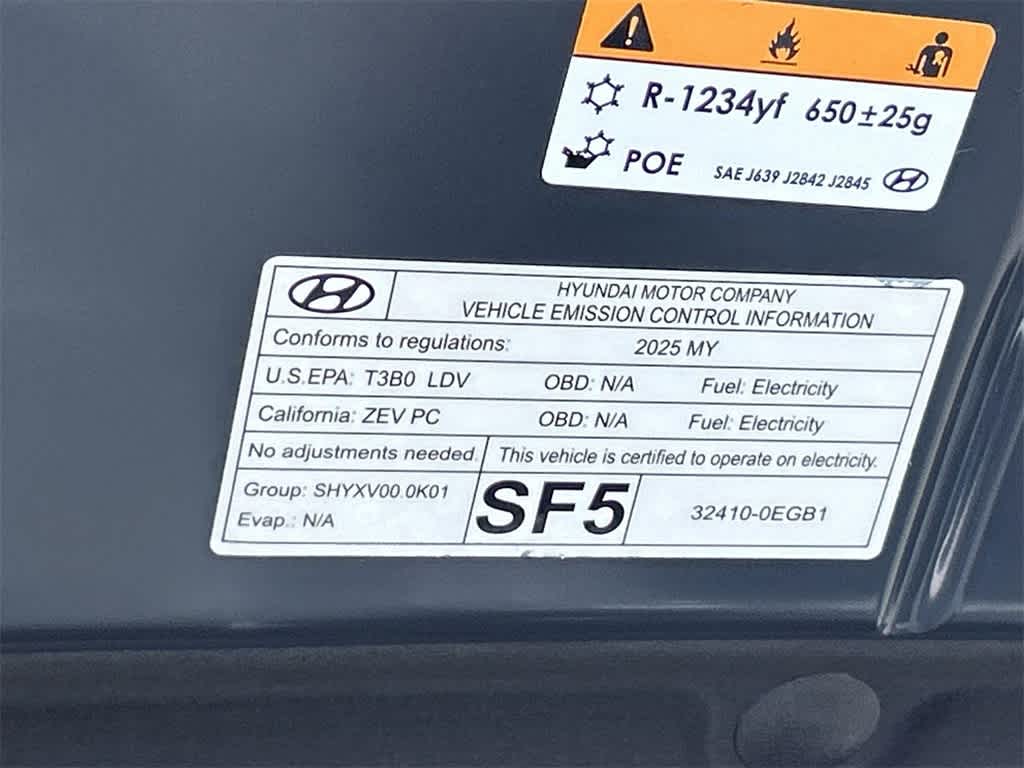 R-1234yf 650±25g
POE SAE J639 J2842 J2845
HYUNDAI MOTOR COMPANY
VEHICLE EMISSION CONTROL INFORMATION
Conforms to regulations: 2025 MY
U.S.EPA: T3B0 LDV OBD: N/A Fuel: Electricity
California: ZEV PC OBD: N/A Fuel: Electricity
No adjustments needed. This vehicle is certified to operate on electricity.
Group: SHYXV00.0K01
Evap.: N/A
SF5
32410-0EGB1